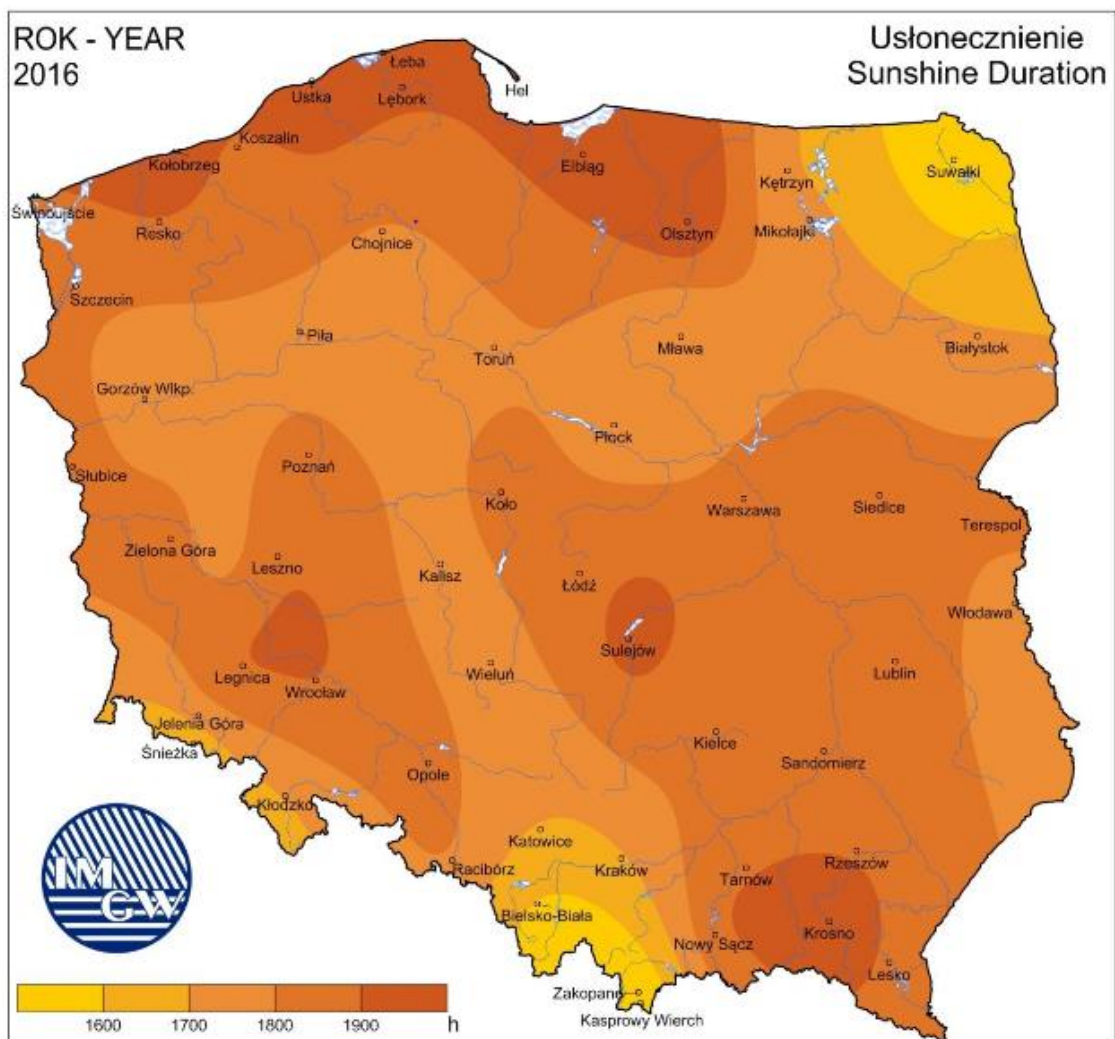 ROK - YEAR
2016
Usłonecznienie
Sunshine Duration
Łeba
Ustka
Lębork
Hel
Koszalin
Kołobrzeg
Elbląg
Suwałki
Kętrzyn
Świnoujście
Resko
Chojnice
Olsztyn
Mikołajki
Szczecin
Piła
Toruń
Mława
Białystok
Gorzów Wlkp.
Płock
Słubice
Poznań
Koło
Warszawa
Siedlce
Terespol
Zielona Góra
Leszno
Kalisz
Łódź
Włodawa
Sulejów
Legnica
Wrocław
Wieluń
Lublin
Jelenia Góra
Śnieżka
Kielce
Sandomierz
Opole
Kłodzko
Katowice
Kraków
Rzeszów
Racibórz
Tarnów
Bielsko-Biała
Krosno
Nowy Sącz
Lesko
Zakopane
Kasprowy Wierch
IM
GW
1600 1700 1800 1900 h